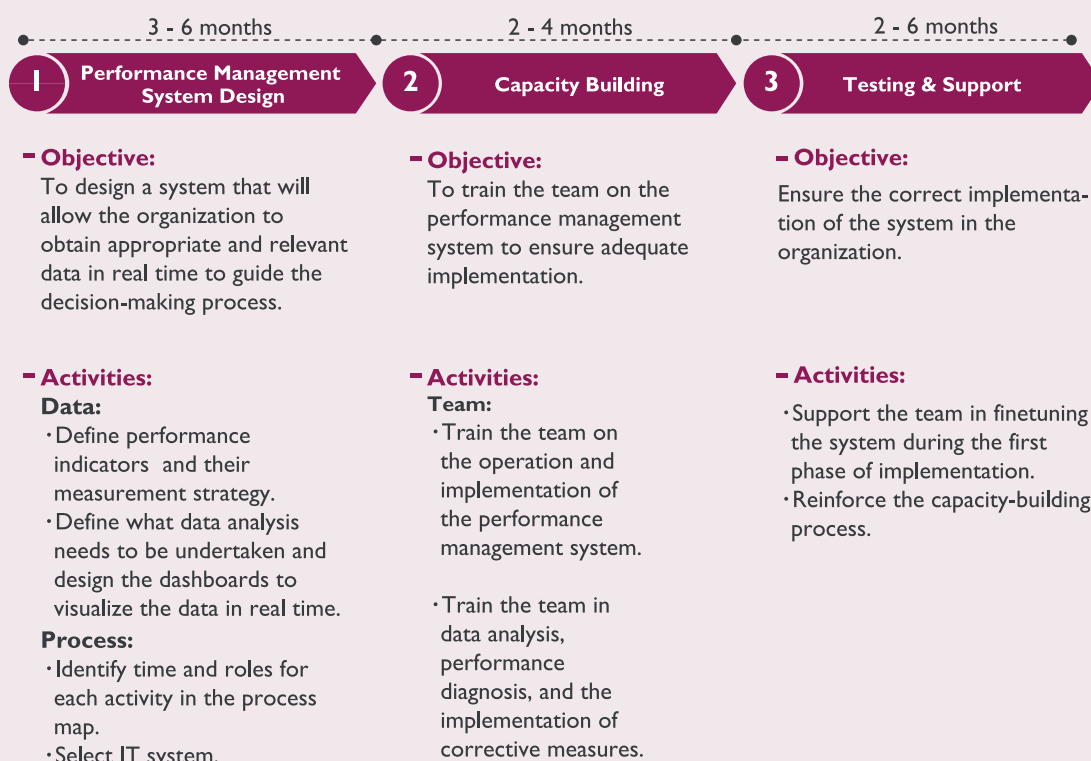 3 - 6 months
2 - 4 months
2 - 6 months
1
Performance Management
System Design
2
Capacity Building
3
Testing & Support
- Objective:
To design a system that will
allow the organization to
obtain appropriate and relevant
data in real time to guide the
decision-making process.
- Activities:
Data:
·Define performance
indicators and their
measurement strategy.
·Define what data analysis
needs to be undertaken and
design the dashboards to
visualize the data in real time.
Process:
·Identify time and roles for
each activity in the process
map.
·Select IT system.
- Objective:
To train the team on the
performance management
system to ensure adequate
implementation.
- Activities:
Team:
·Train the team on
the operation and
implementation of
the performance
management system.
·Train the team in
data analysis,
performance
diagnosis, and the
implementation of
corrective measures.
- Objective:
Ensure the correct implementa-
tion of the system in the
organization.
- Activities:
·Support the team in finetuning
the system during the first
phase of implementation.
·Reinforce the capacity-building
process.